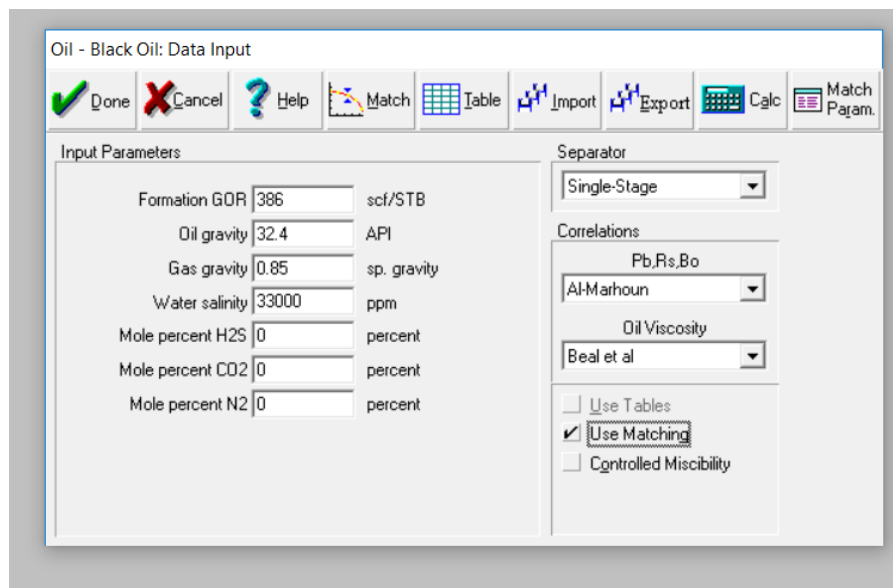 Oil - Black Oil: Data Input
Done Cancel Help Match Table Import Export Calc Match Param.
Input Parameters
Formation GOR 386 scf/STB
Oil gravity 32.4 API
Gas gravity 0.85 sp. gravity
Water salinity 33000 ppm
Mole percent H2S 0 percent
Mole percent CO2 0 percent
Mole percent N2 0 percent
Separator
Single-Stage
Correlations
Pb,Rs,Bo
Al-Marhoun
Oil Viscosity
Beal et al
Use Tables
Use Matching
Controlled Miscibility